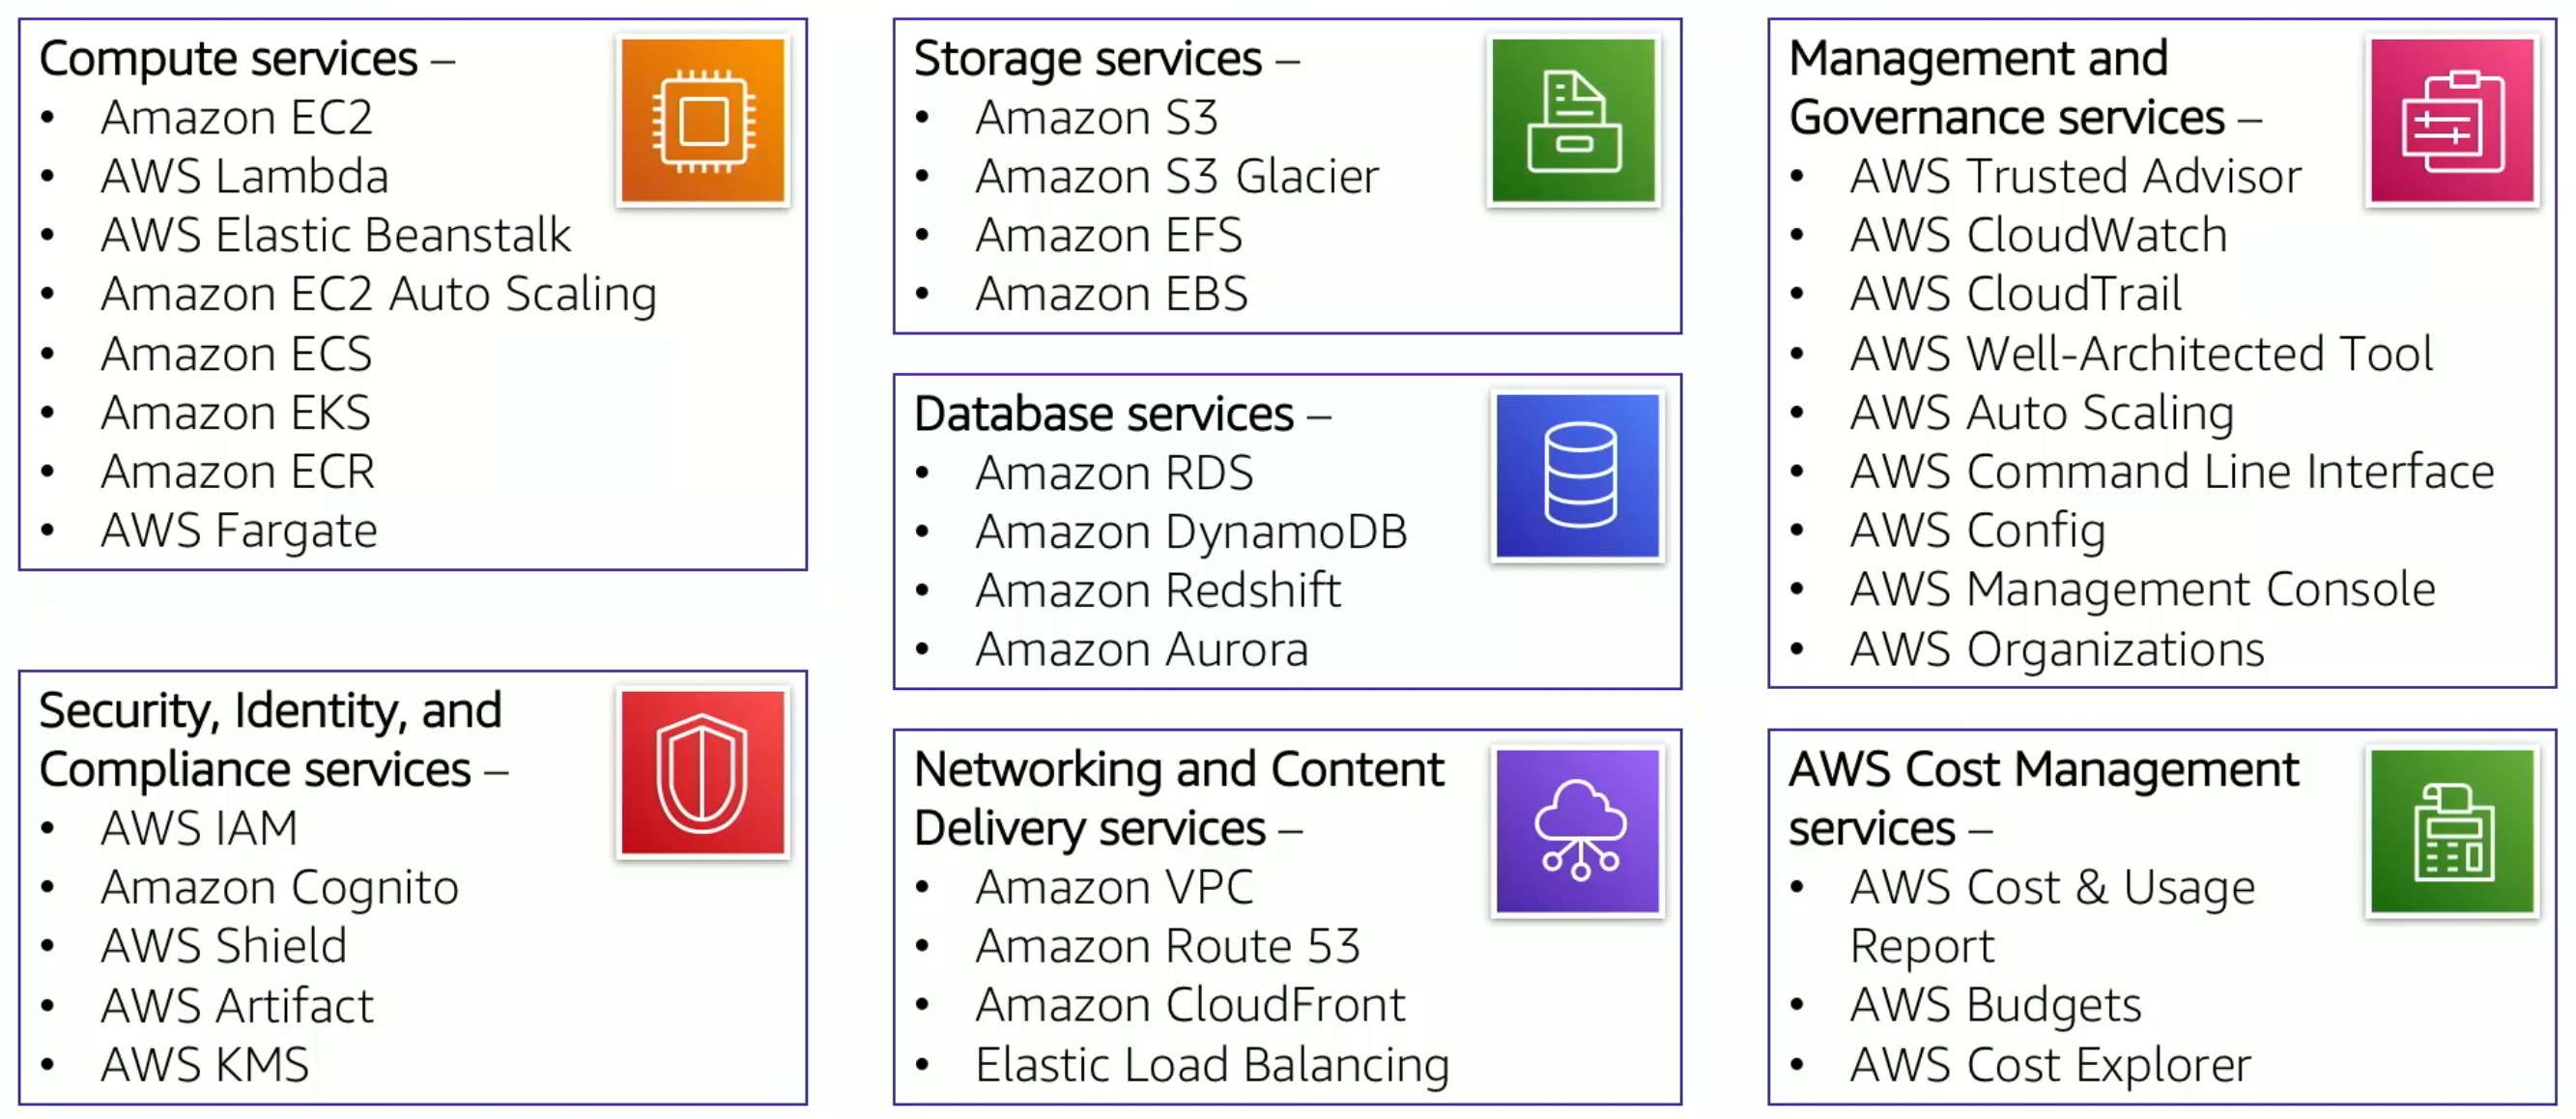 Compute services –
• Amazon EC2
• AWS Lambda
• AWS Elastic Beanstalk
• Amazon EC2 Auto Scaling
• Amazon ECS
• Amazon EKS
• Amazon ECR
• AWS Fargate
Security, Identity, and
Compliance services –
• AWS IAM
• Amazon Cognito
• AWS Shield
• AWS Artifact
• AWS KMS
Storage services –
• Amazon S3
• Amazon S3 Glacier
• Amazon EFS
• Amazon EBS
Database services –
• Amazon RDS
• Amazon DynamoDB
• Amazon Redshift
• Amazon Aurora
Networking and Content
Delivery services –
• Amazon VPC
• Amazon Route 53
• Amazon CloudFront
• Elastic Load Balancing
Management and
Governance services –
• AWS Trusted Advisor
• AWS CloudWatch
• AWS CloudTrail
• AWS Well-Architected Tool
• AWS Auto Scaling
• AWS Command Line Interface
• AWS Config
• AWS Management Console
• AWS Organizations
AWS Cost Management
services –
• AWS Cost & Usage
Report
• AWS Budgets
• AWS Cost Explorer